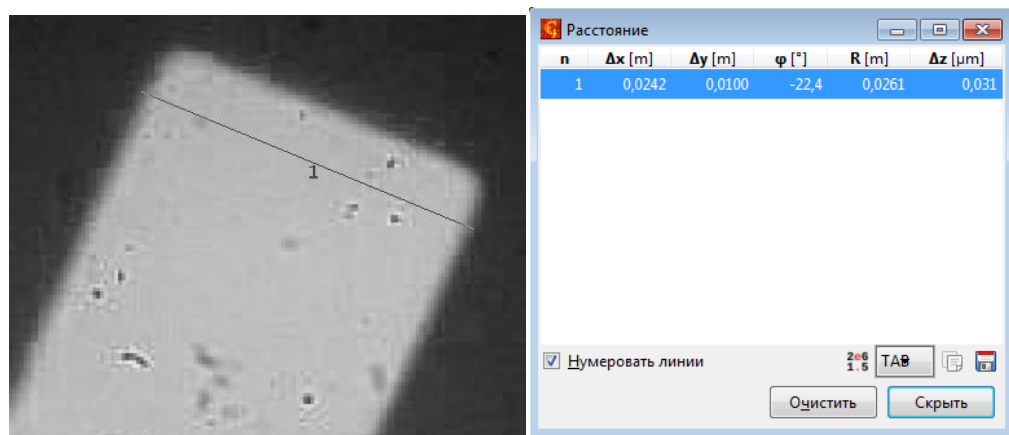 1
Расстояние
n Δx [m] Δy [m] φ [°] R [m] Δz [µm]
1 0,0242 0,0100 -22,4 0,0261 0,031
Нумеровать линии
2e6
1.5
TAB
Очистить
Скрыть